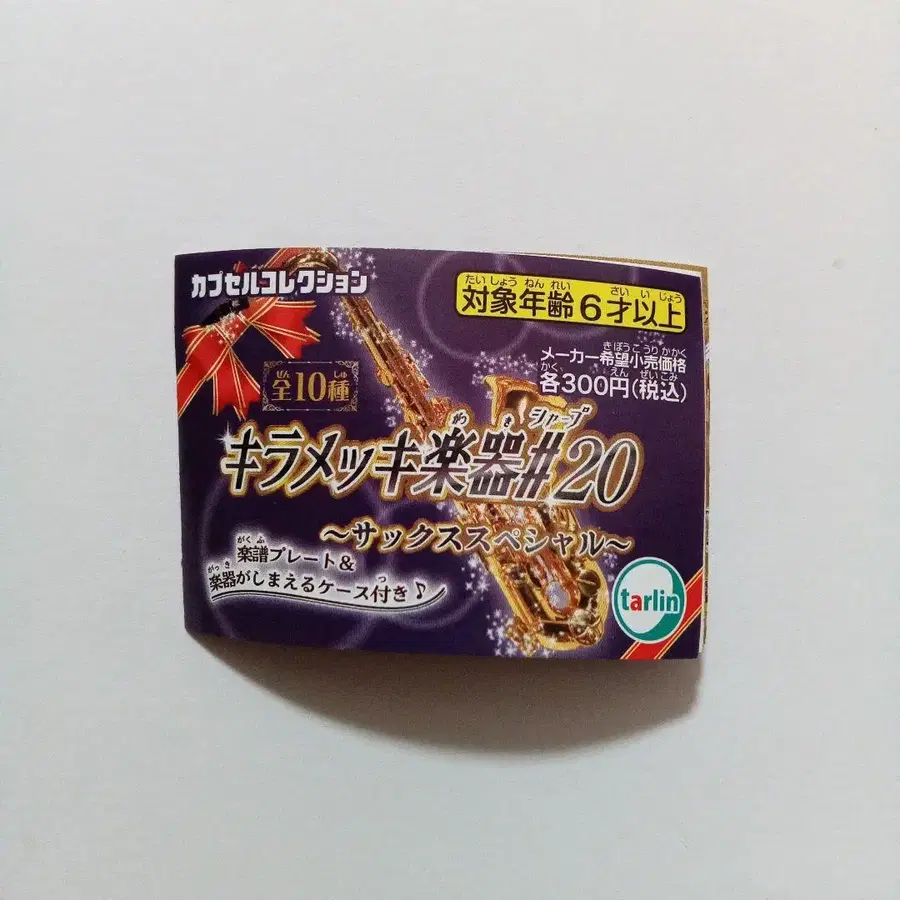 カプセルコレクション
たいしょうねんれい さいいじょう
対象年齢6才以上
きぼうこうりかかく
メーカー希望小売価格
かく えん ぜいこみ
各300円(税込)
ぜん しゅ
全10種
がっき シャープ
キラメッキ楽器#20
～サックススペシャル～
がくふ
楽譜プレート&
がっき つ
楽器がしまえるケース付き♪
tarlin